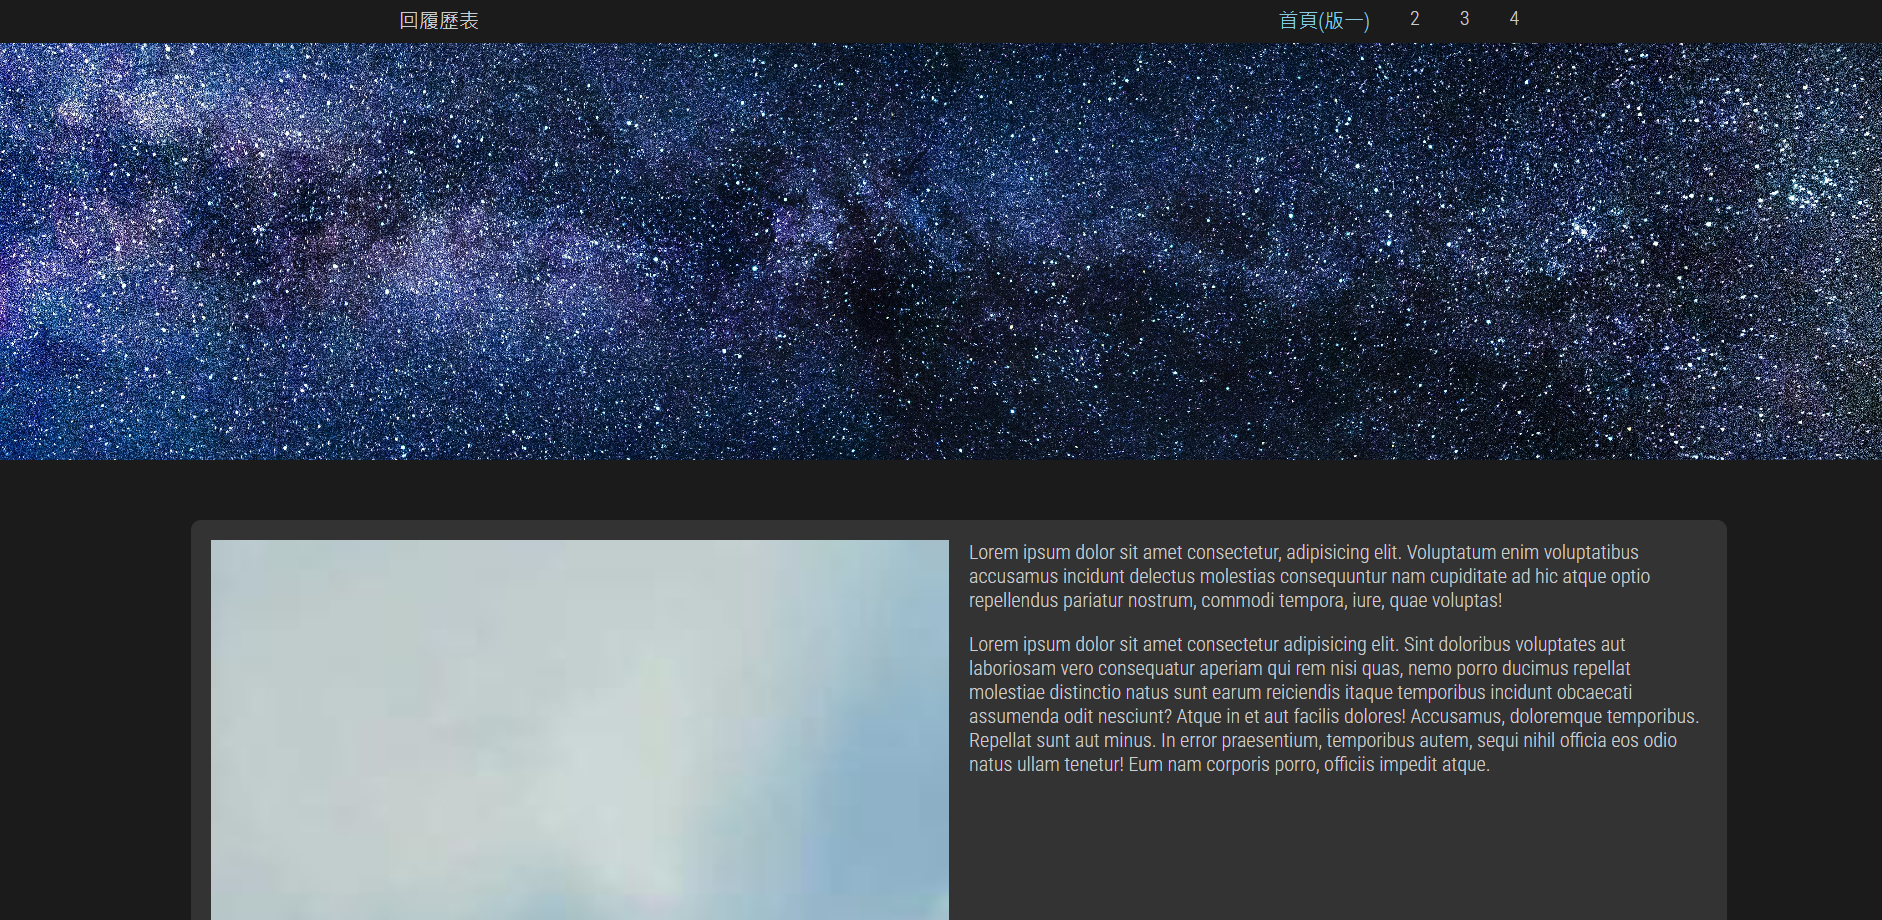 回履歷表
首頁(版一) 2 3 4
Lorem ipsum dolor sit amet consectetur, adipisicing elit. Voluptatum enim voluptatibus
accusamus incidunt delectus molestias consequuntur nam cupiditate ad hic atque optio
repellendus pariatur nostrum, commodi tempora, iure, quae voluptas!
Lorem ipsum dolor sit amet consectetur adipisicing elit. Sint doloribus voluptates aut
laboriosam vero consequatur aperiam qui rem nisi quas, nemo porro ducimus repellat
molestiae distinctio natus sunt earum reiciendis itaque temporibus incidunt obcaecati
assumenda odit nesciunt? Atque in et aut facilis dolores! Accusamus, doloremque temporibus.
Repellat sunt aut minus. In error praesentium, temporibus autem, sequi nihil officia eos odio
natus ullam tenetur! Eum nam corporis porro, officiis impedit atque.